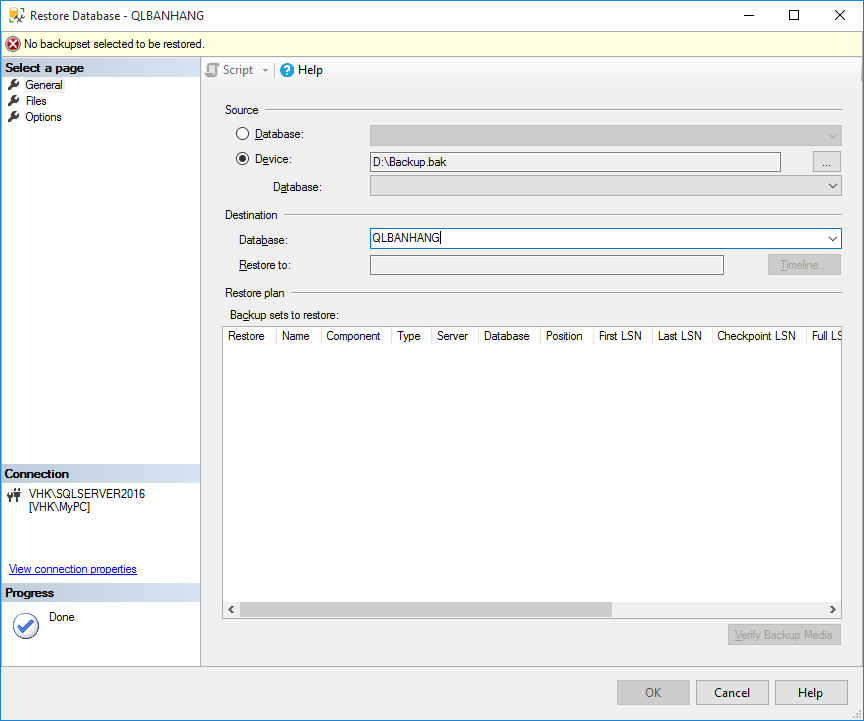 Restore Database - QLBANHANG
No backupset selected to be restored.
Select a page
General
Files
Options
Script
Help
Source
Database:
Device:
D:\Backup.bak
...
Database:
Destination
Database:
QLBANHANG
Restore to:
Timeline...
Restore plan
Backup sets to restore:
Restore Name Component Type Server Database Position First LSN Last LSN Checkpoint LSN Full LS
Connection
VHK\SQLSERVER2016
[VHK\MyPC]
View connection properties
Progress
Done
Verify Backup Media
OK Cancel Help